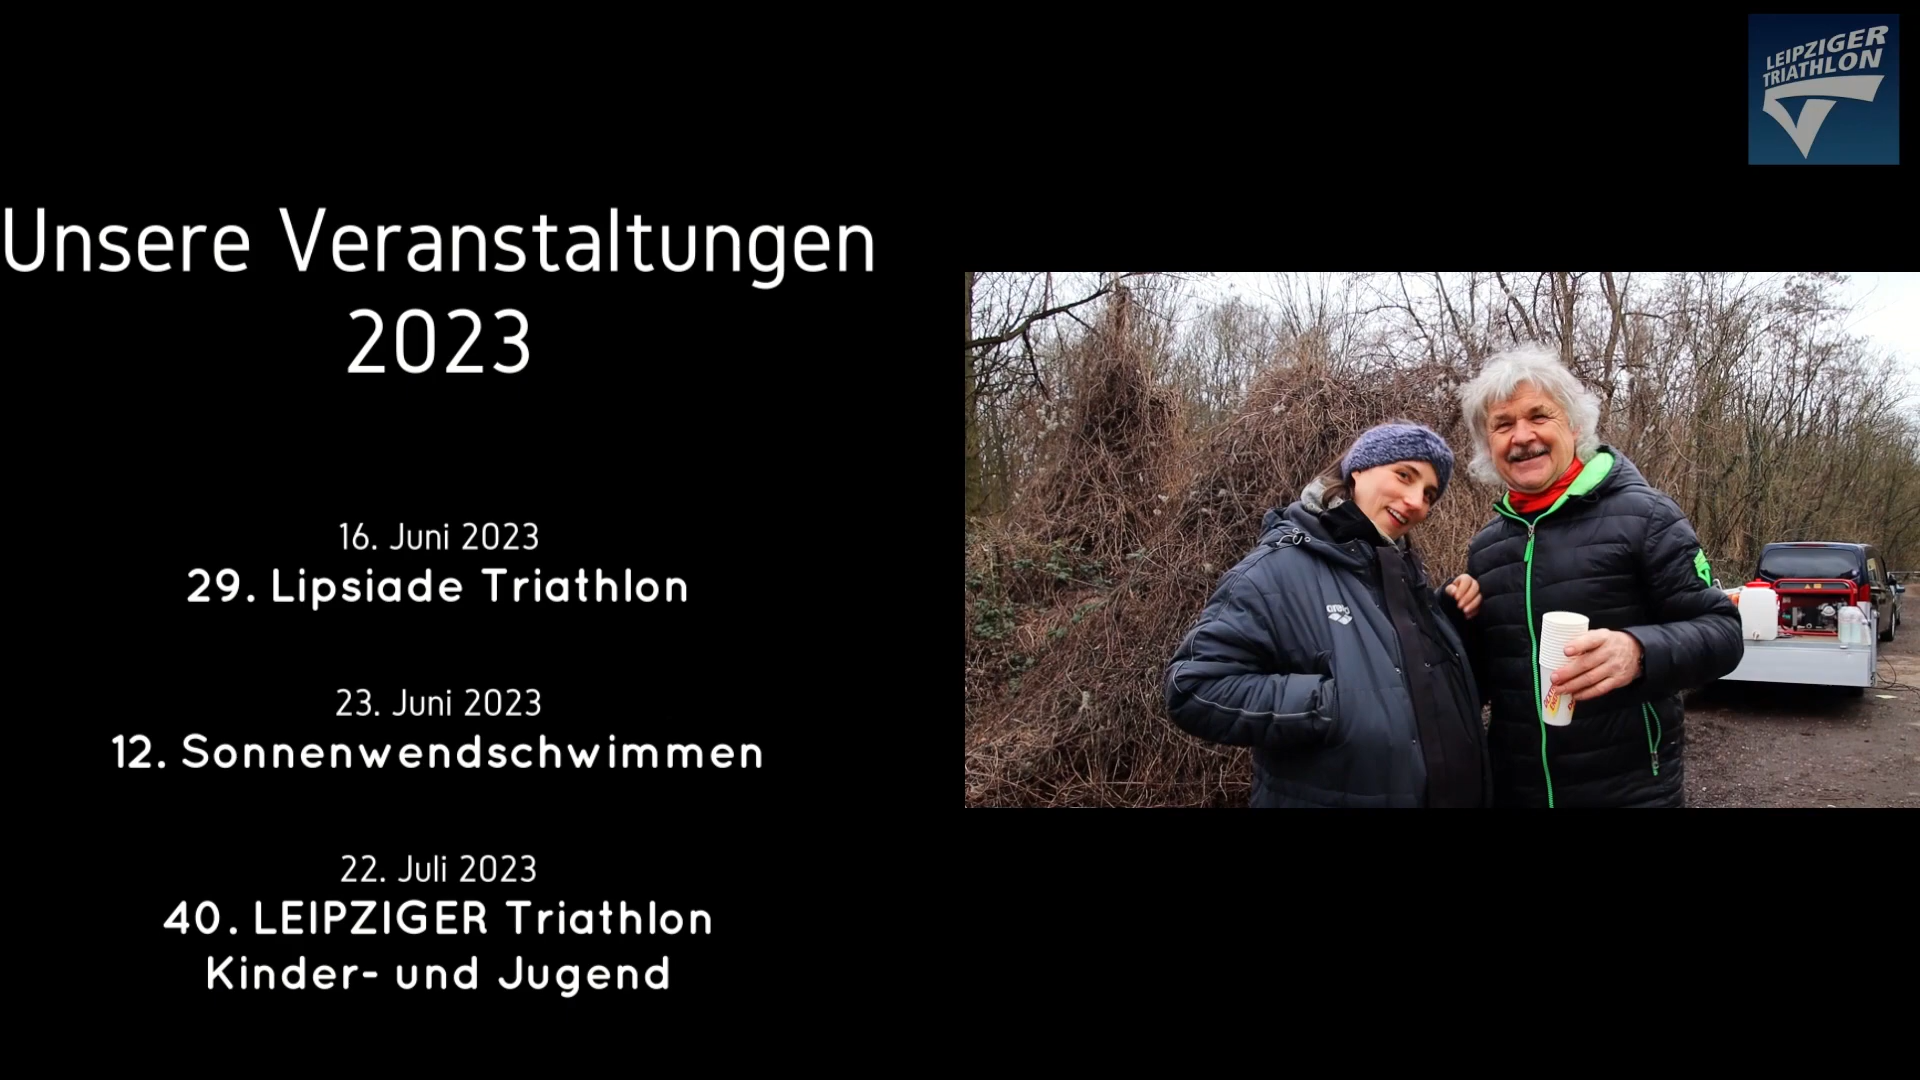 LEIPZIGER
TRIATHLON
Unsere Veranstaltungen
2023
16. Juni 2023
29. Lipsiade Triathlon
23. Juni 2023
12. Sonnenwendschwimmen
22. Juli 2023
40. LEIPZIGER Triathlon
Kinder- und Jugend
arena